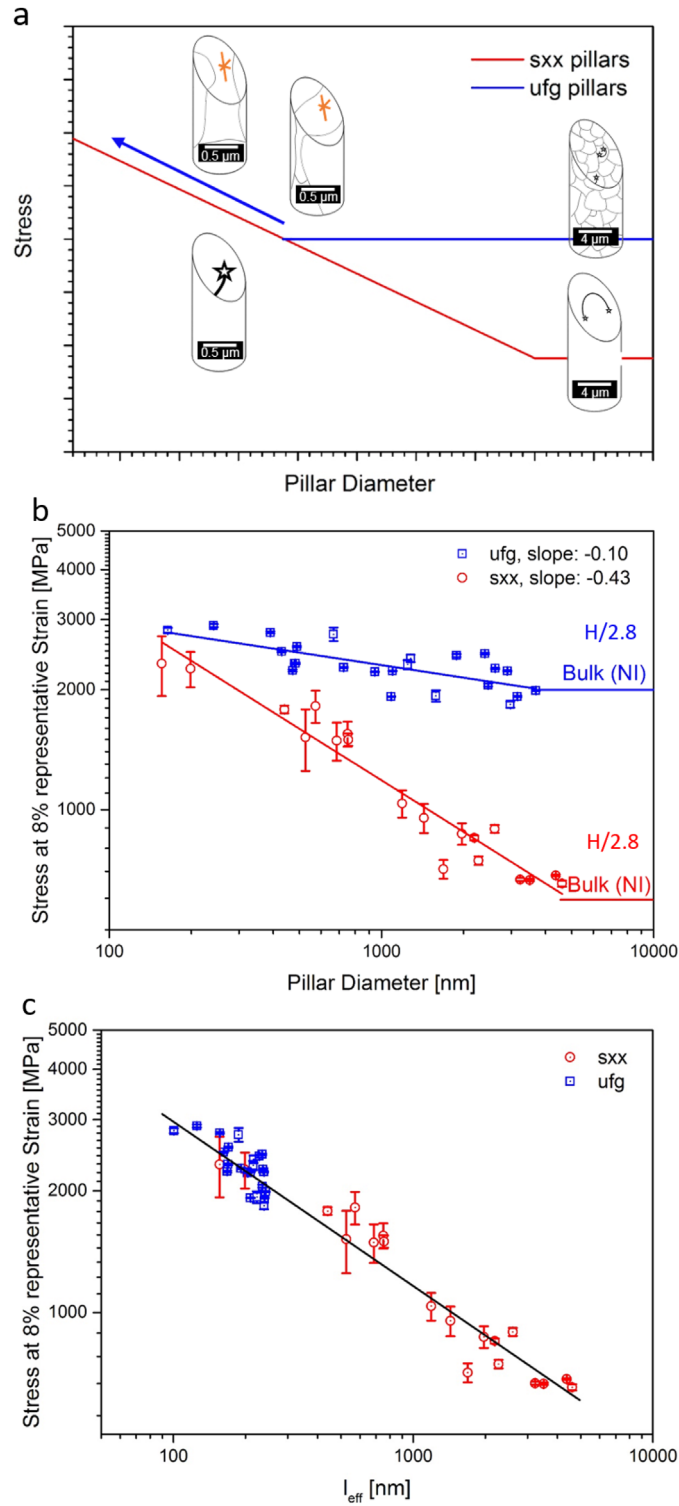 a
sxx pillars
ufg pillars
0.5 µm
0.5 µm
4 µm
0.5 µm
4 µm
Stress
Pillar Diameter
b
5000
4000
3000
2000
1000
ufg, slope: -0.10
sxx, slope: -0.43
H/2.8
Bulk (NI)
H/2.8
Bulk (NI)
Stress at 8% representative Strain [MPa]
100
1000
10000
Pillar Diameter [nm]
c
5000
4000
3000
2000
1000
sxx
ufg
Stress at 8% representative Strain [MPa]
100
1000
10000
l_eff [nm]